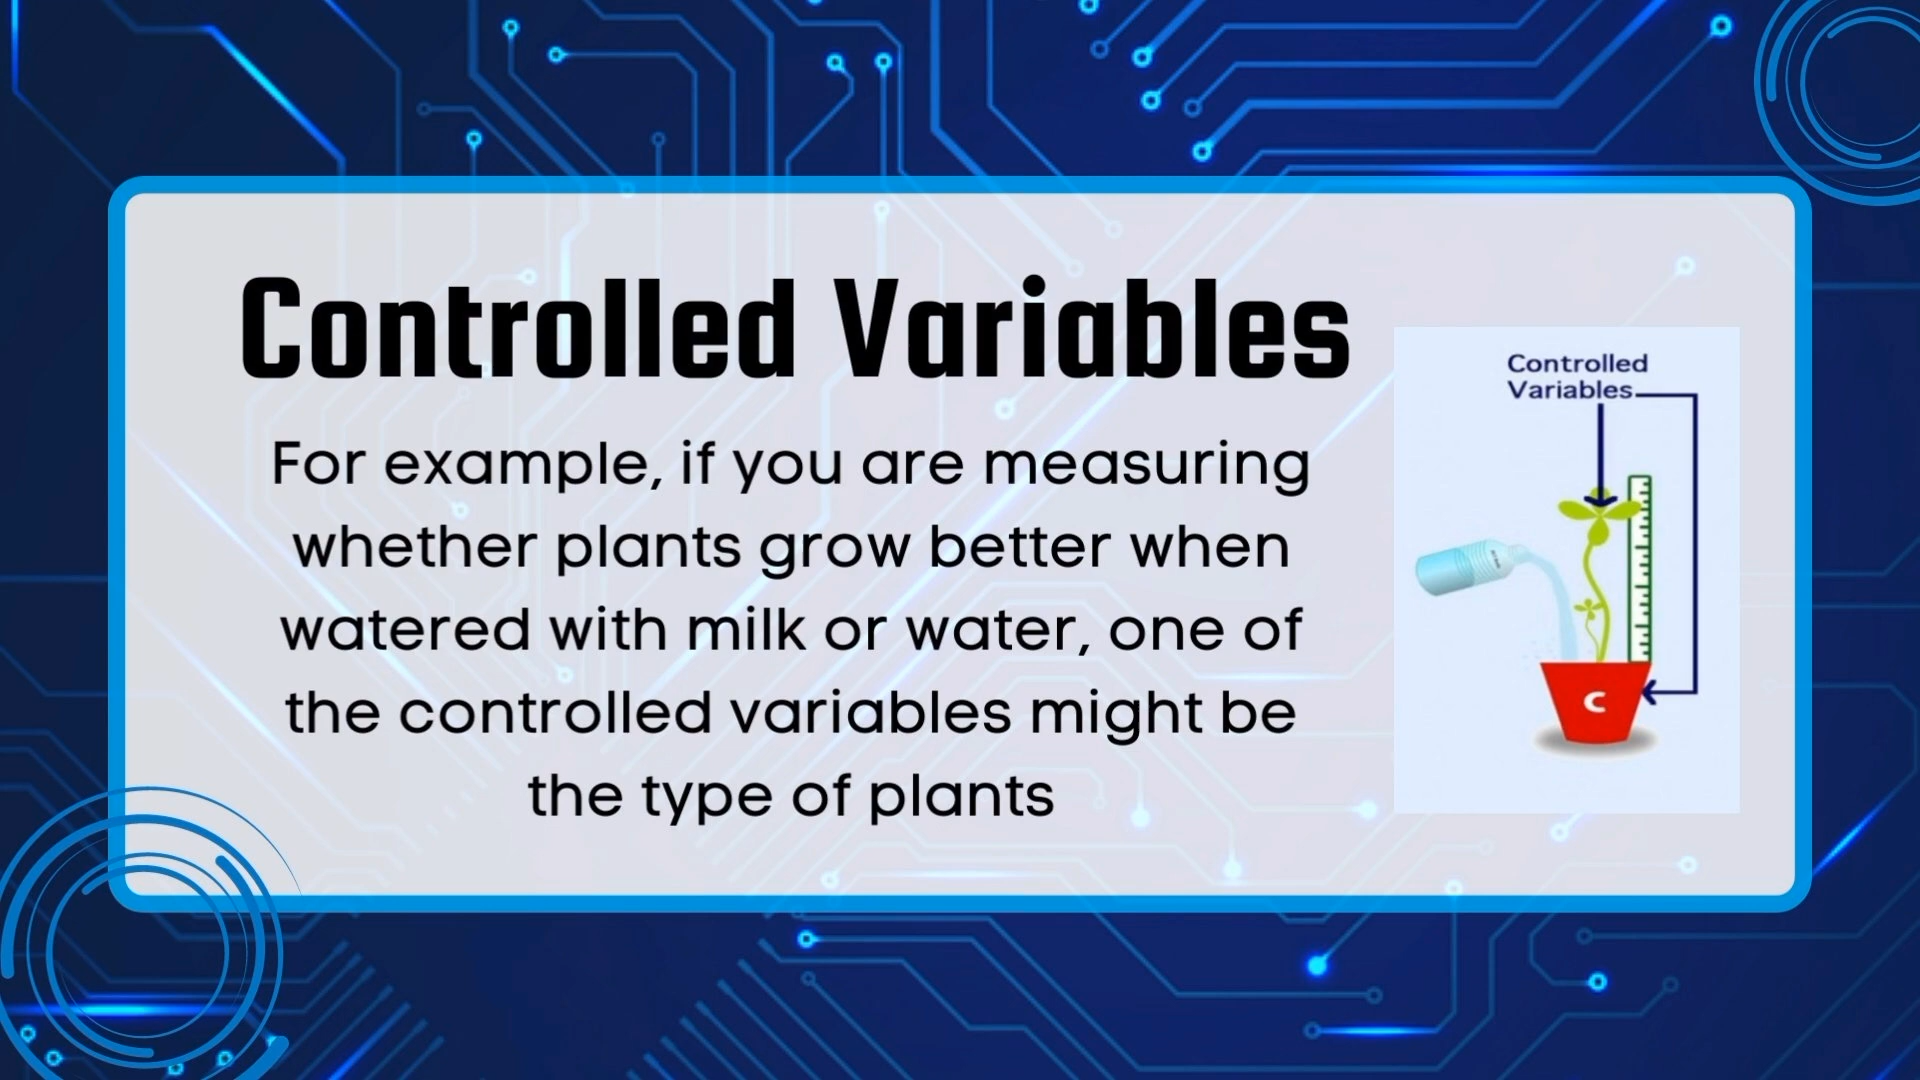 Controlled Variables
For example, if you are measuring
whether plants grow better when
watered with milk or water, one of
the controlled variables might be
the type of plants
Controlled
Variables
C